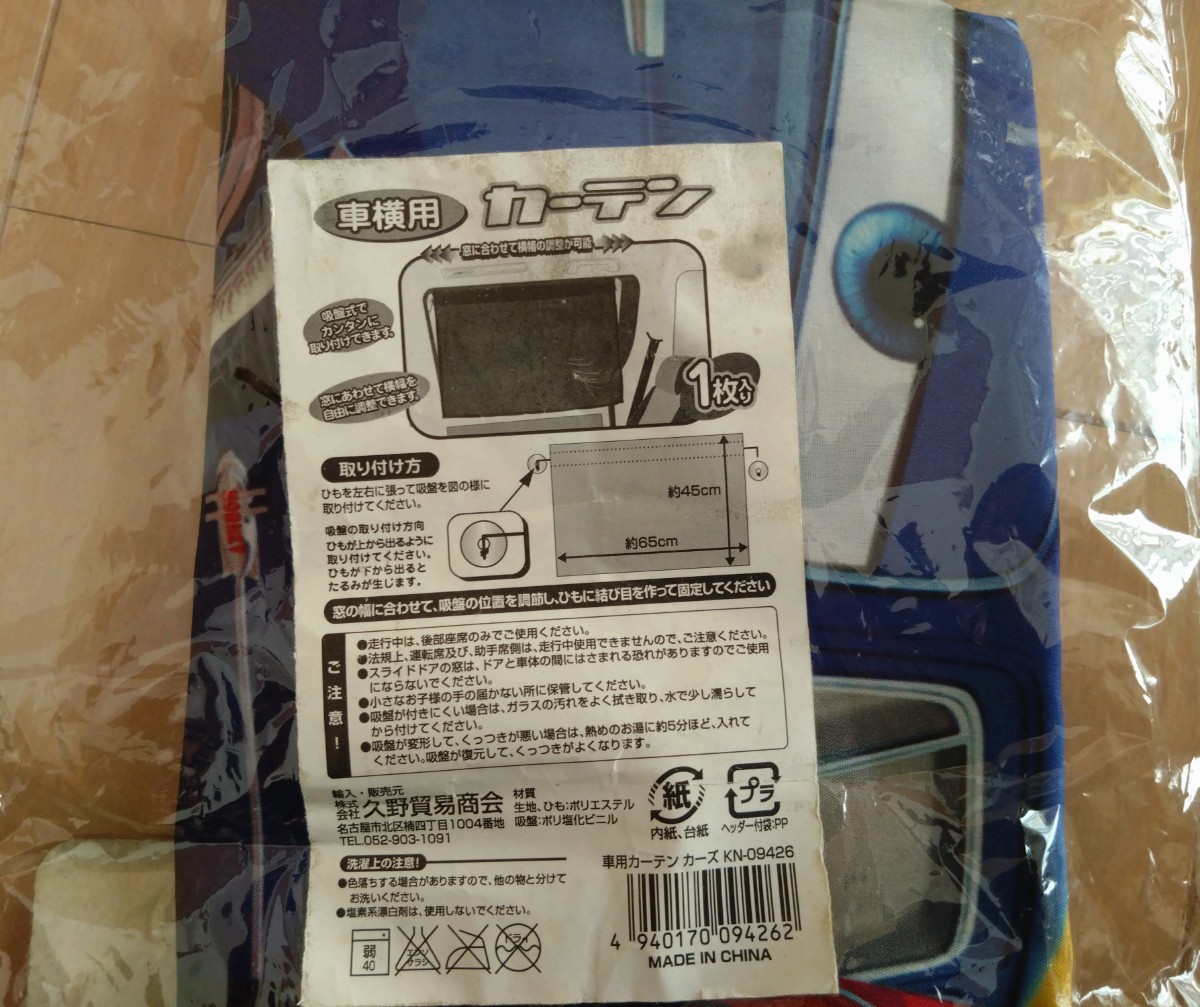 車横用 カーテン
窓に合わせて横幅の調整が可能
吸盤式で
カンタンに
取り付けできます。
窓にあわせて横幅を
自由に調整できます。
1枚入り
取り付け方
ひもを左右に張って吸盤を図の様に
取り付けてください。
吸盤の取り付け方向
ひもが上から出るように
取り付けてください。
ひもが下から出ると
たるみが生じます。
約45cm
約65cm
窓の幅に合わせて、吸盤の位置を調節し、ひもに結び目を作って固定してください
ご注意!
●走行中は、後部座席のみでご使用ください。
●法規上、運転席及び、助手席側は、走行中使用できませんので、ご注意ください。
●スライドドアの窓は、ドアと車体の間にはさまれる恐れがありますのでご使用
にならないでください。
●小さなお子様の手の届かない所に保管してください。
●吸盤が付きにくい場合は、ガラスの汚れをよく拭き取り、水で少し濡らして
から付けてください。
●吸盤が変形して、くっつきが悪い場合は、熱めのお湯に約5分ほど、入れて
ください。吸盤が復元して、くっつきがよくなります。
輸入・販売元
株式会社 久野貿易商会
名古屋市北区楠四丁目1004番地
TEL.052-903-1091
材質
生地、ひも:ポリエステル
吸盤:ポリ塩化ビニル
紙
内紙、台紙
プラ
ヘッダー付袋:PP
洗濯上の注意!
●色落ちする場合がありますので、他の物と分けて
お洗いください。
●塩素系漂白剤は、使用しないでください。
弱
40
エンソ
サラシ
ドライ
車用カーテン カーズ KN-09426
4 940170 094262
MADE IN CHINA